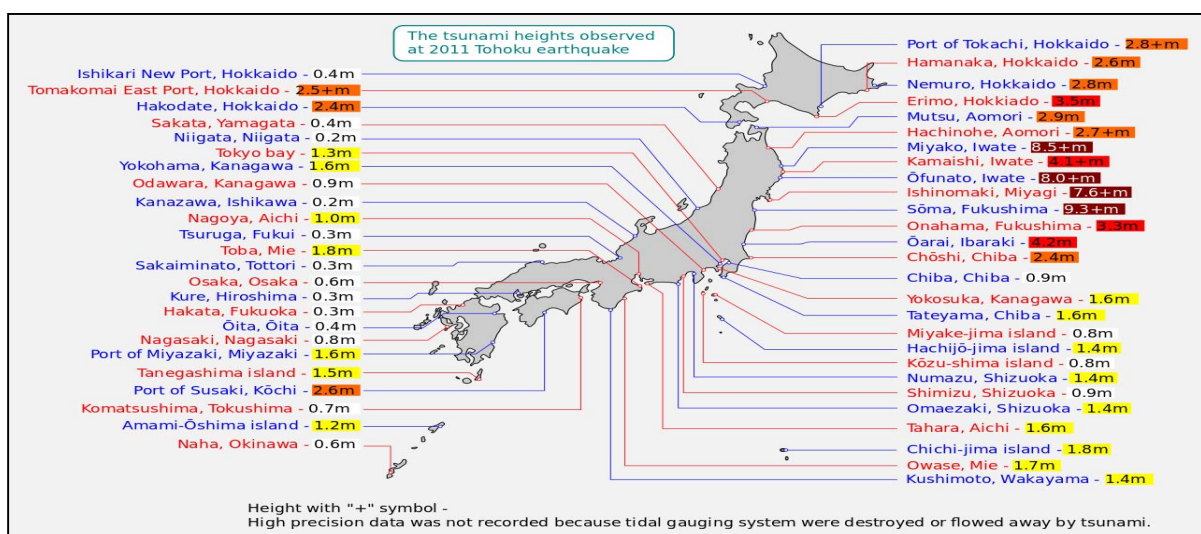 The tsunami heights observed
at 2011 Tohoku earthquake
Ishikari New Port, Hokkaido - 0.4m
Tomakomai East Port, Hokkaido - 2.5+m
Hakodate, Hokkaido - 2.4m
Sakata, Yamagata - 0.4m
Niigata, Niigata - 0.2m
Tokyo bay - 1.3m
Yokohama, Kanagawa - 1.6m
Odawara, Kanagawa - 0.9m
Kanazawa, Ishikawa - 0.2m
Nagoya, Aichi - 1.0m
Tsuruga, Fukui - 0.3m
Toba, Mie - 1.8m
Sakaiminato, Tottori - 0.3m
Osaka, Osaka - 0.6m
Kure, Hiroshima - 0.3m
Hakata, Fukuoka - 0.3m
Ōita, Ōita - 0.4m
Nagasaki, Nagasaki - 0.8m
Port of Miyazaki, Miyazaki - 1.6m
Tanegashima island - 1.5m
Port of Susaki, Kōchi - 2.6m
Komatsushima, Tokushima - 0.7m
Amami-Ōshima island - 1.2m
Naha, Okinawa - 0.6m
Port of Tokachi, Hokkaido - 2.8+m
Hamanaka, Hokkaido - 2.6m
Nemuro, Hokkaido - 2.8m
Erimo, Hokkiado - 3.5m
Mutsu, Aomori - 2.9m
Hachinohe, Aomori - 2.7+m
Miyako, Iwate - 8.5+m
Kamaishi, Iwate - 4.1+m
Ōfunato, Iwate - 8.0+m
Ishinomaki, Miyagi - 7.6+m
Sōma, Fukushima - 9.3+m
Onahama, Fukushima - 3.3m
Ōarai, Ibaraki - 4.2m
Chōshi, Chiba - 2.4m
Chiba, Chiba - 0.9m
Yokosuka, Kanagawa - 1.6m
Tateyama, Chiba - 1.6m
Miyake-jima island - 0.8m
Hachijō-jima island - 1.4m
Kōzu-shima island - 0.8m
Numazu, Shizuoka - 1.4m
Shimizu, Shizuoka - 0.9m
Omaezaki, Shizuoka - 1.4m
Tahara, Aichi - 1.6m
Chichi-jima island - 1.8m
Owase, Mie - 1.7m
Kushimoto, Wakayama - 1.4m
Height with "+" symbol -
High precision data was not recorded because tidal gauging system were destroyed or flowed away by tsunami.